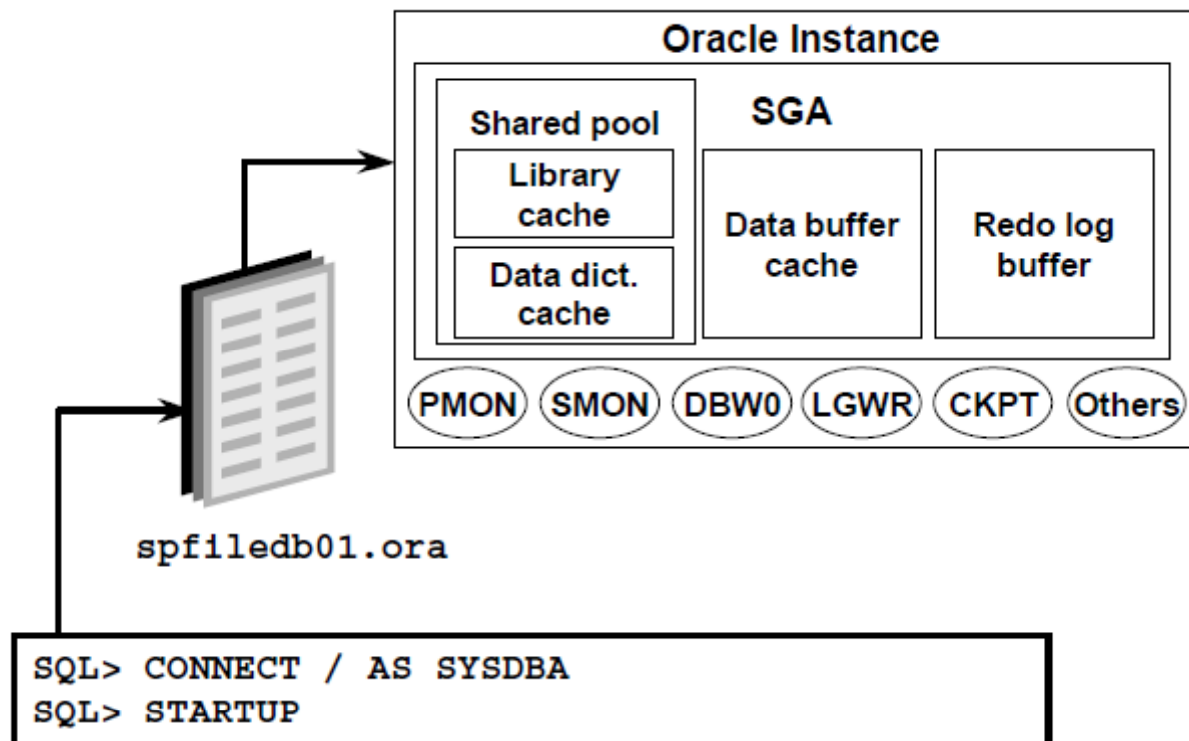 Oracle Instance
SGA
Shared pool
Library
cache
Data dict.
cache
Data buffer
cache
Redo log
buffer
PMON SMON DBW0 LGWR CKPT Others
spfiledb01.ora
SQL> CONNECT / AS SYSDBA
SQL> STARTUP